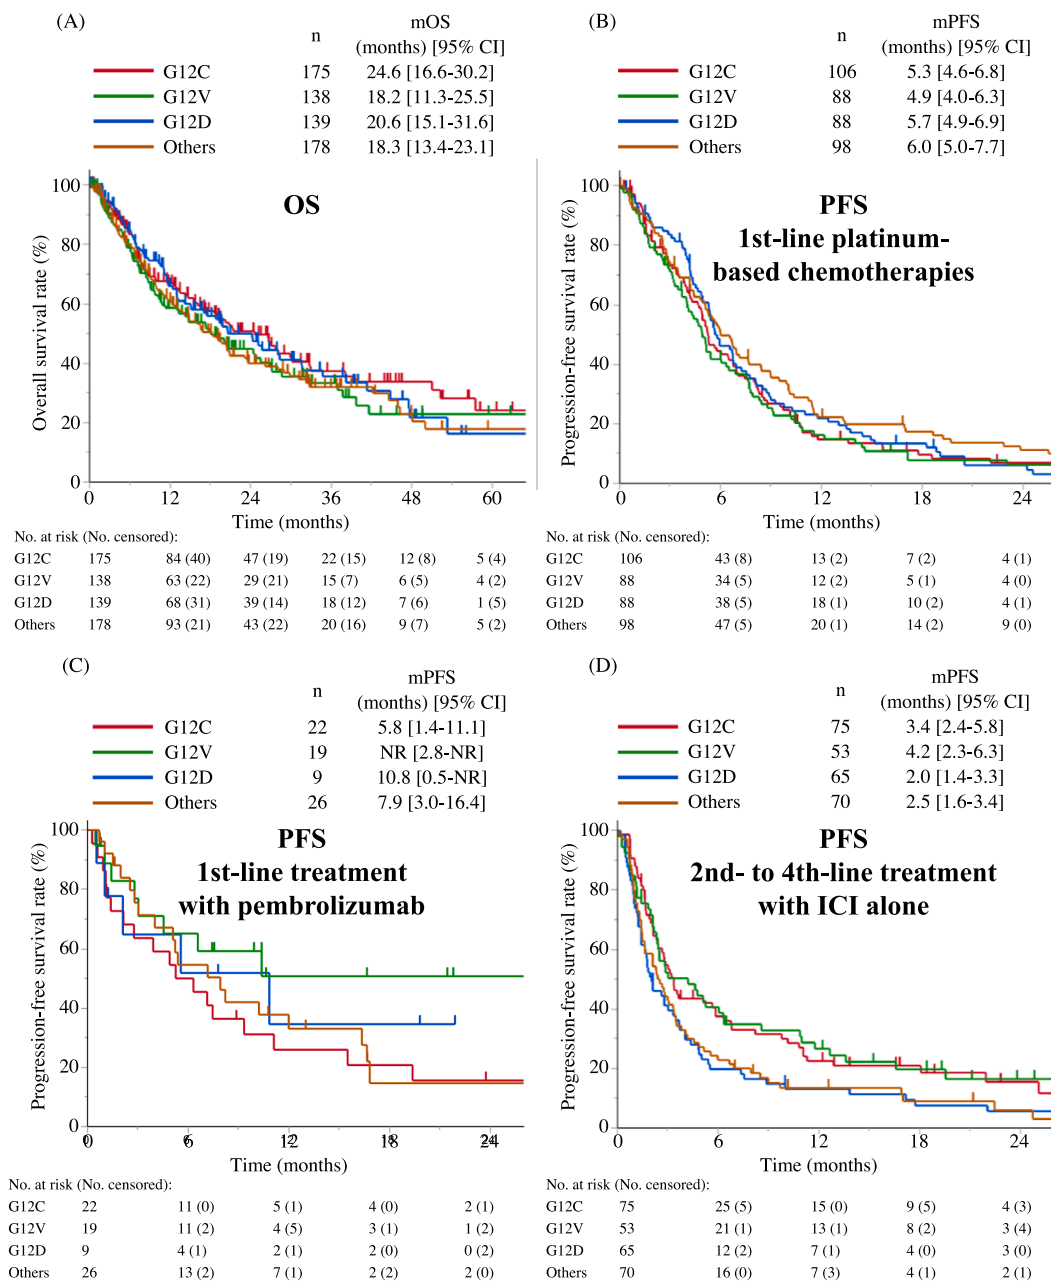 (A)
n
mOS
(months) [95% CI]
G12C 175 24.6 [16.6-30.2]
G12V 138 18.2 [11.3-25.5]
G12D 139 20.6 [15.1-31.6]
Others 178 18.3 [13.4-23.1]
OS
Overall survival rate (%)
100
80
60
40
20
0
0 12 24 36 48 60
Time (months)
No. at risk (No. censored):
G12C 175 84 (40) 47 (19) 22 (15) 12 (8) 5 (4)
G12V 138 63 (22) 29 (21) 15 (7) 6 (5) 4 (2)
G12D 139 68 (31) 39 (14) 18 (12) 7 (6) 1 (5)
Others 178 93 (21) 43 (22) 20 (16) 9 (7) 5 (2)
(B)
n
mPFS
(months) [95% CI]
G12C 106 5.3 [4.6-6.8]
G12V 88 4.9 [4.0-6.3]
G12D 88 5.7 [4.9-6.9]
Others 98 6.0 [5.0-7.7]
PFS
1st-line platinum-
based chemotherapies
Progression-free survival rate (%)
100
80
60
40
20
0
0 6 12 18 24
Time (months)
G12C 106 43 (8) 13 (2) 7 (2) 4 (1)
G12V 88 34 (5) 12 (2) 5 (1) 4 (0)
G12D 88 38 (5) 18 (1) 10 (2) 4 (1)
Others 98 47 (5) 20 (1) 14 (2) 9 (0)
(C)
n
mPFS
(months) [95% CI]
G12C 22 5.8 [1.4-11.1]
G12V 19 NR [2.8-NR]
G12D 9 10.8 [0.5-NR]
Others 26 7.9 [3.0-16.4]
PFS
1st-line treatment
with pembrolizumab
Progression-free survival rate (%)
100
80
60
40
20
0
0 6 12 18 24
Time (months)
No. at risk (No. censored):
G12C 22 11 (0) 5 (1) 4 (0) 2 (1)
G12V 19 11 (2) 4 (5) 3 (1) 1 (2)
G12D 9 4 (1) 2 (1) 2 (0) 0 (2)
Others 26 13 (2) 7 (1) 2 (2) 2 (0)
(D)
n
mPFS
(months) [95% CI]
G12C 75 3.4 [2.4-5.8]
G12V 53 4.2 [2.3-6.3]
G12D 65 2.0 [1.4-3.3]
Others 70 2.5 [1.6-3.4]
PFS
2nd- to 4th-line treatment
with ICI alone
Progression-free survival rate (%)
100
80
60
40
20
0
0 6 12 18 24
Time (months)
No. at risk (No. censored):
G12C 75 25 (5) 15 (0) 9 (5) 4 (3)
G12V 53 21 (1) 13 (1) 8 (2) 3 (4)
G12D 65 12 (2) 7 (1) 4 (0) 3 (0)
Others 70 16 (0) 7 (3) 4 (1) 2 (1)